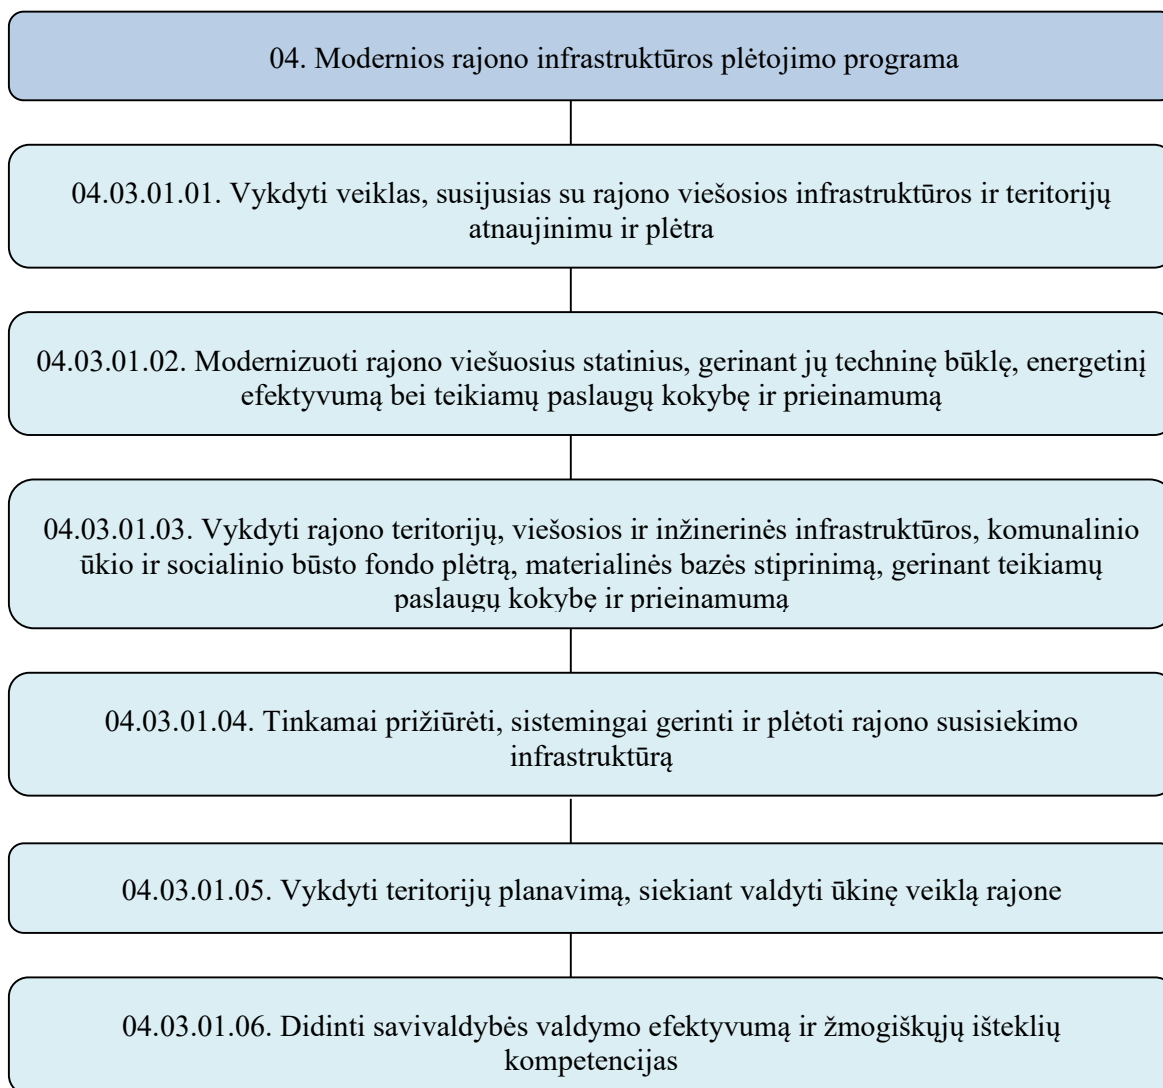 04. Modernios rajono infrastruktūros plėtojimo programa
04.03.01.01. Vykdyti veiklas, susijusias su rajono viešosios infrastruktūros ir teritorijų
atnaujinimu ir plėtra
04.03.01.02. Modernizuoti rajono viešuosius statinius, gerinant jų techninę būklę, energetinį
efektyvumą bei teikiamų paslaugų kokybę ir prieinamumą
04.03.01.03. Vykdyti rajono teritorijų, viešosios ir inžinerinės infrastruktūros, komunalinio
ūkio ir socialinio būsto fondo plėtrą, materialinės bazės stiprinimą, gerinant teikiamų
paslaugų kokybę ir prieinamumą
04.03.01.04. Tinkamai prižiūrėti, sistemingai gerinti ir plėtoti rajono susisiekimo
infrastruktūrą
04.03.01.05. Vykdyti teritorijų planavimą, siekiant valdyti ūkinę veiklą rajone
04.03.01.06. Didinti savivaldybės valdymo efektyvumą ir žmogiškųjų išteklių
kompetencijas